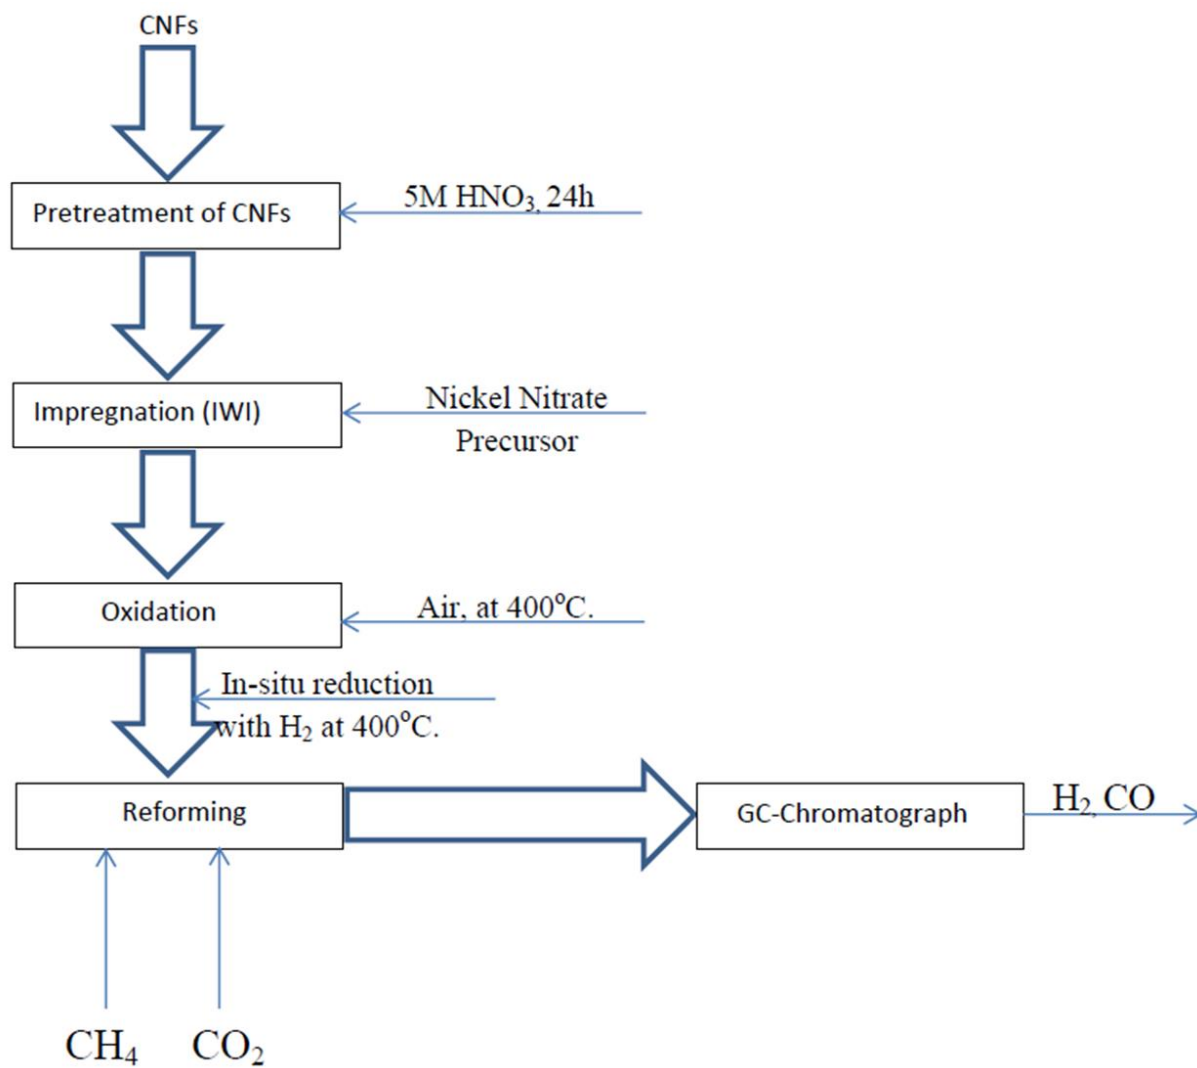 CNFs
Pretreatment of CNFs
5M HNO₃, 24h
Impregnation (IWI)
Nickel Nitrate
Precursor
Oxidation
Air, at 400°C.
In-situ reduction
with H₂ at 400°C.
Reforming
GC-Chromatograph
H₂, CO
CH₄
CO₂